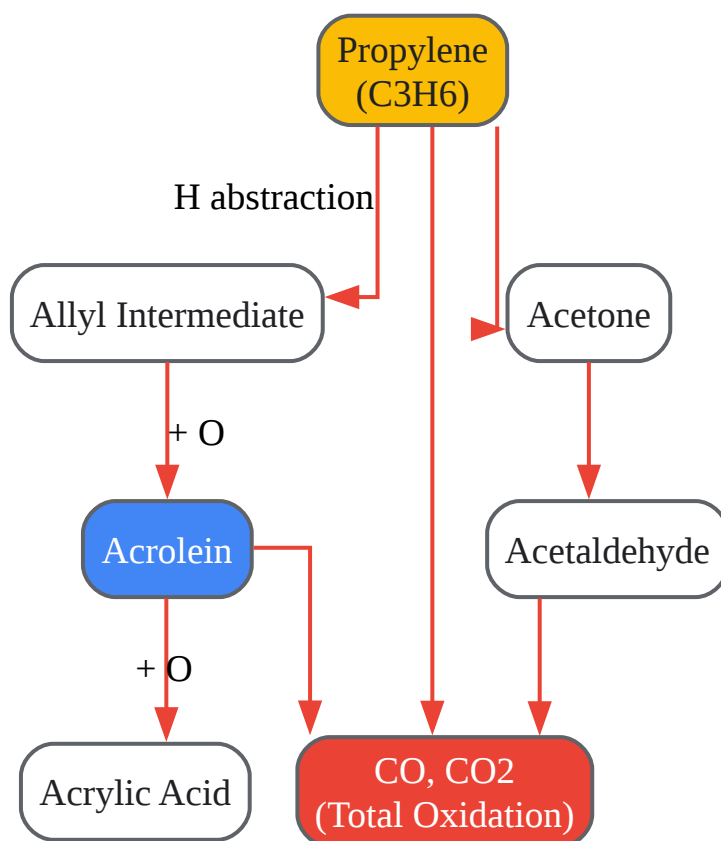 Propylene
(C3H6)
H abstraction
Allyl Intermediate
Acetone
+ O
Acrolein
Acetaldehyde
+ O
Acrylic Acid
CO, CO2
(Total Oxidation)